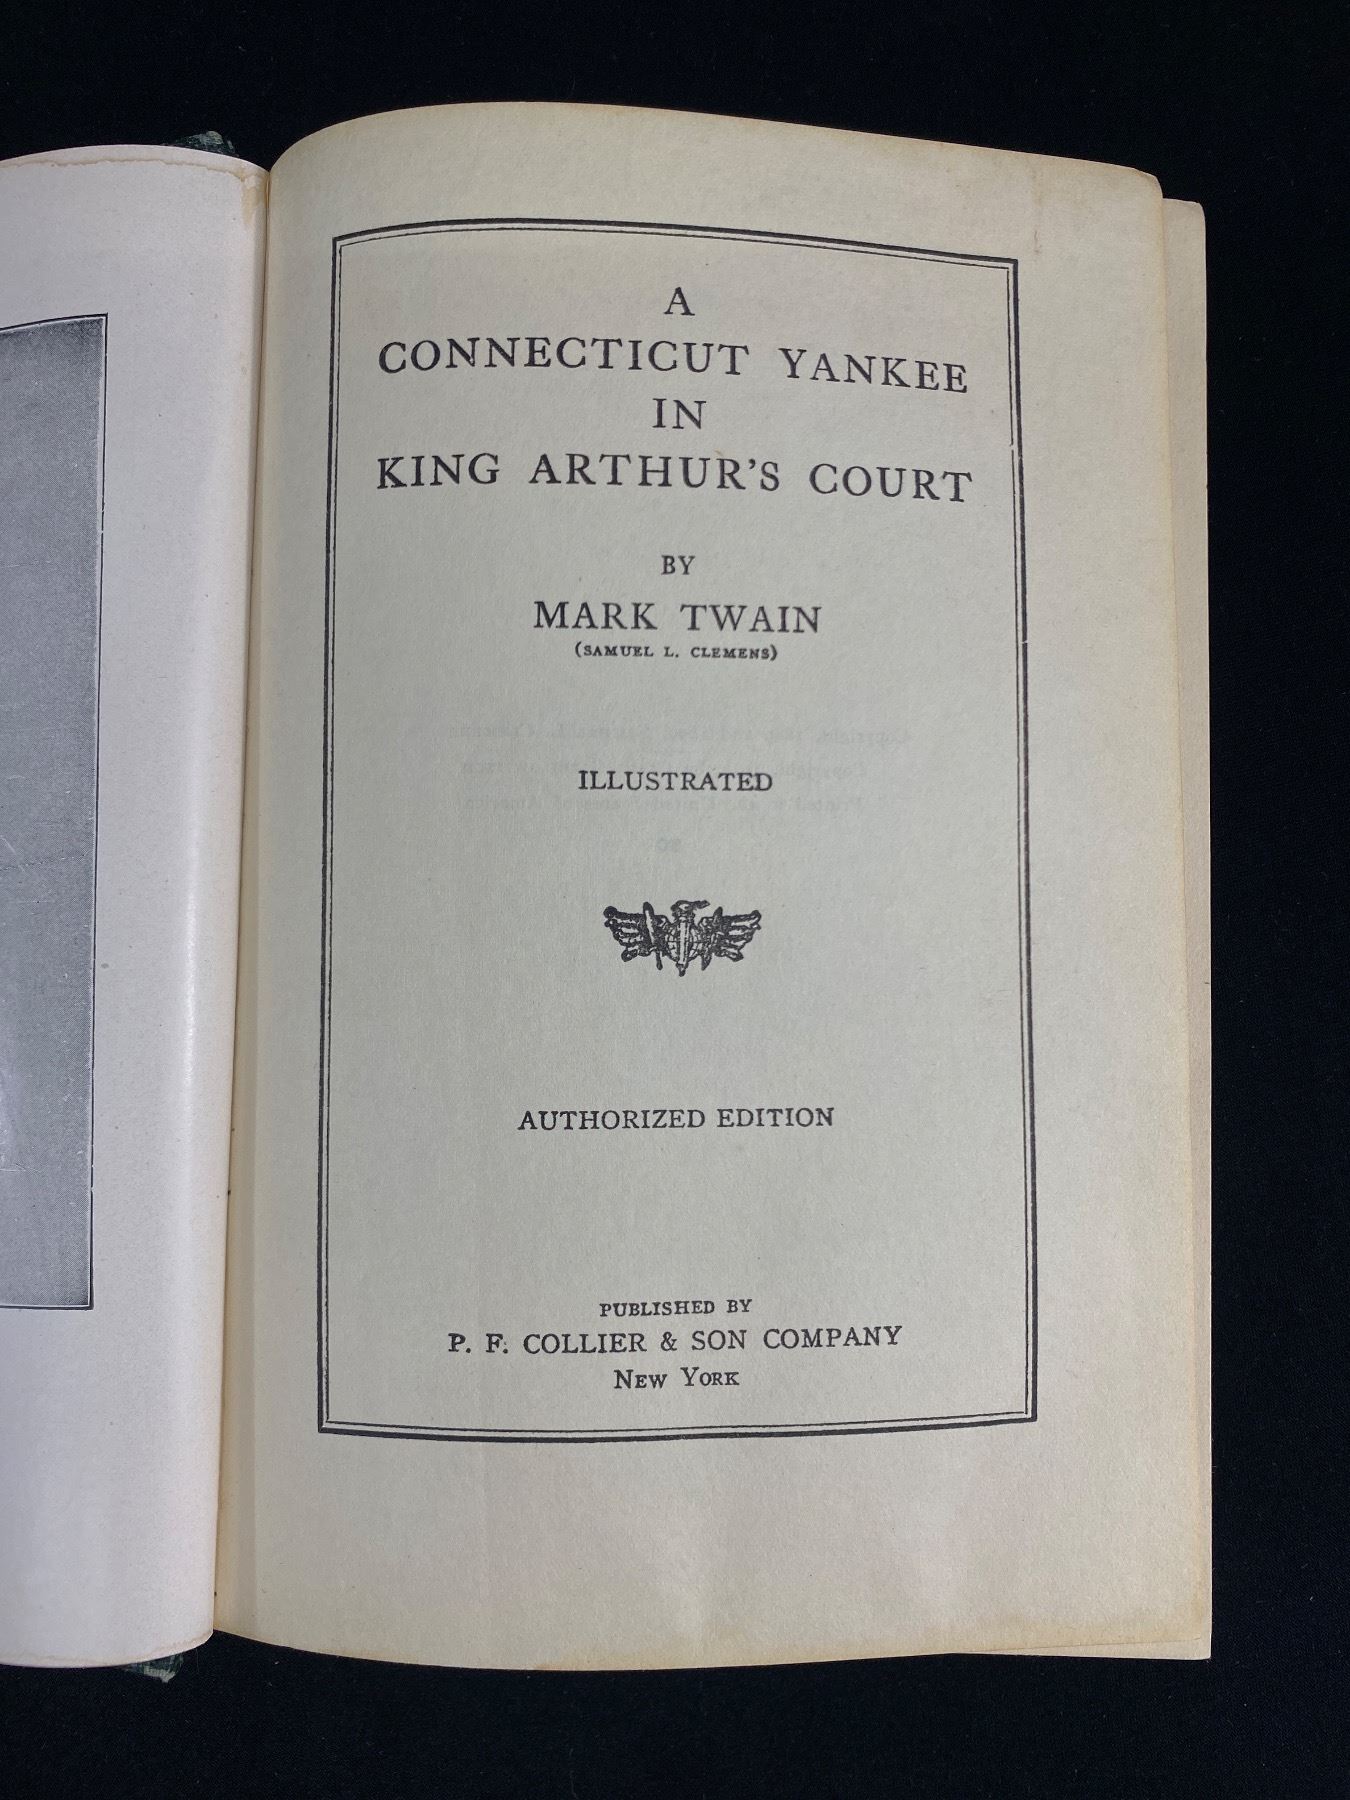 A
CONNECTICUT YANKEE
IN
KING ARTHUR'S COURT
BY
MARK TWAIN
(SAMUEL L. CLEMENS)
ILLUSTRATED
AUTHORIZED EDITION
PUBLISHED BY
P. F. COLLIER & SON COMPANY
NEW YORK